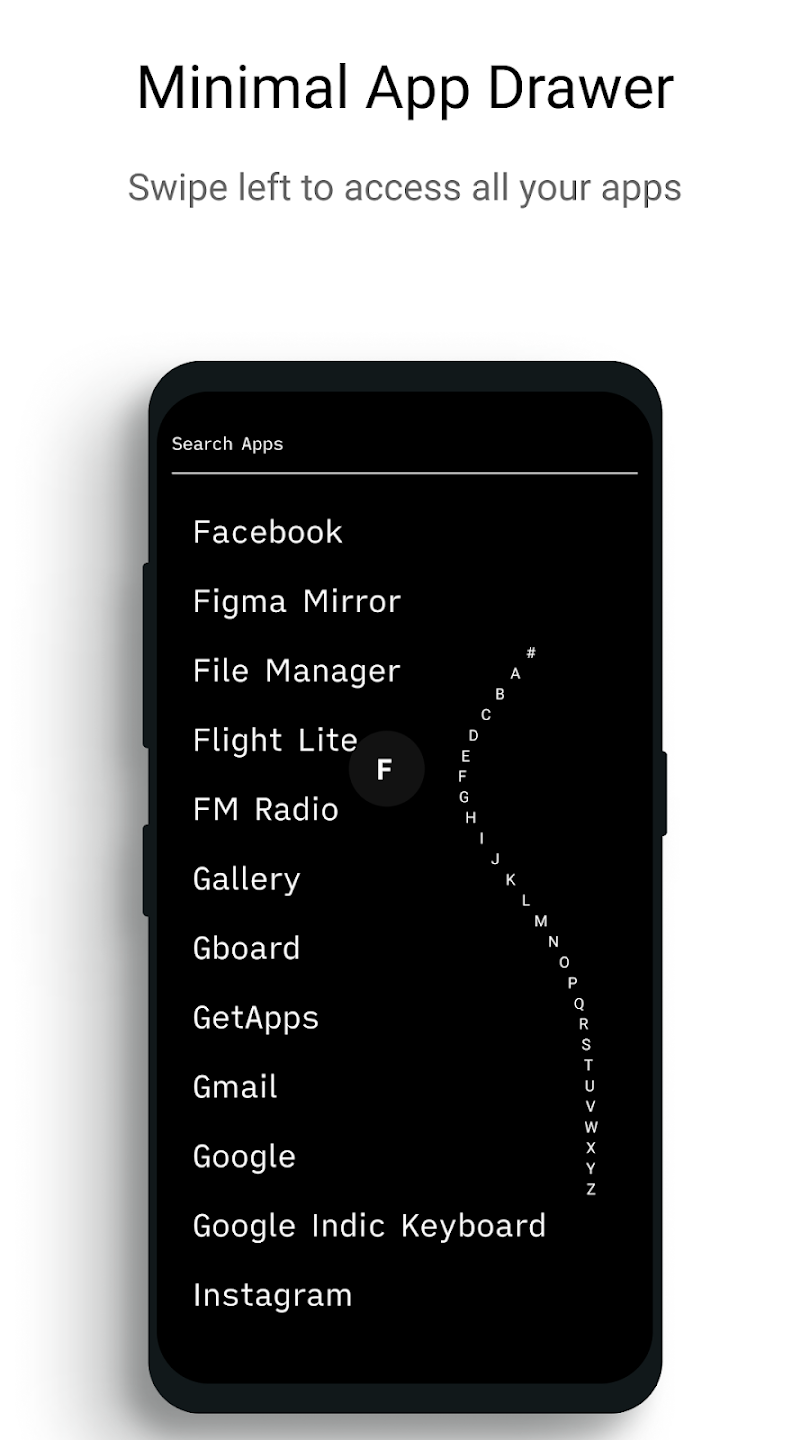 Minimal App Drawer
Swipe left to access all your apps
Search Apps
Facebook
Figma Mirror
File Manager
Flight Lite
FM Radio
Gallery
Gboard
GetApps
Gmail
Google
Google Indic Keyboard
Instagram
F
#
A
B
C
D
E
F
G
H
I
J
K
L
M
N
O
P
Q
R
S
T
U
V
W
X
Y
Z